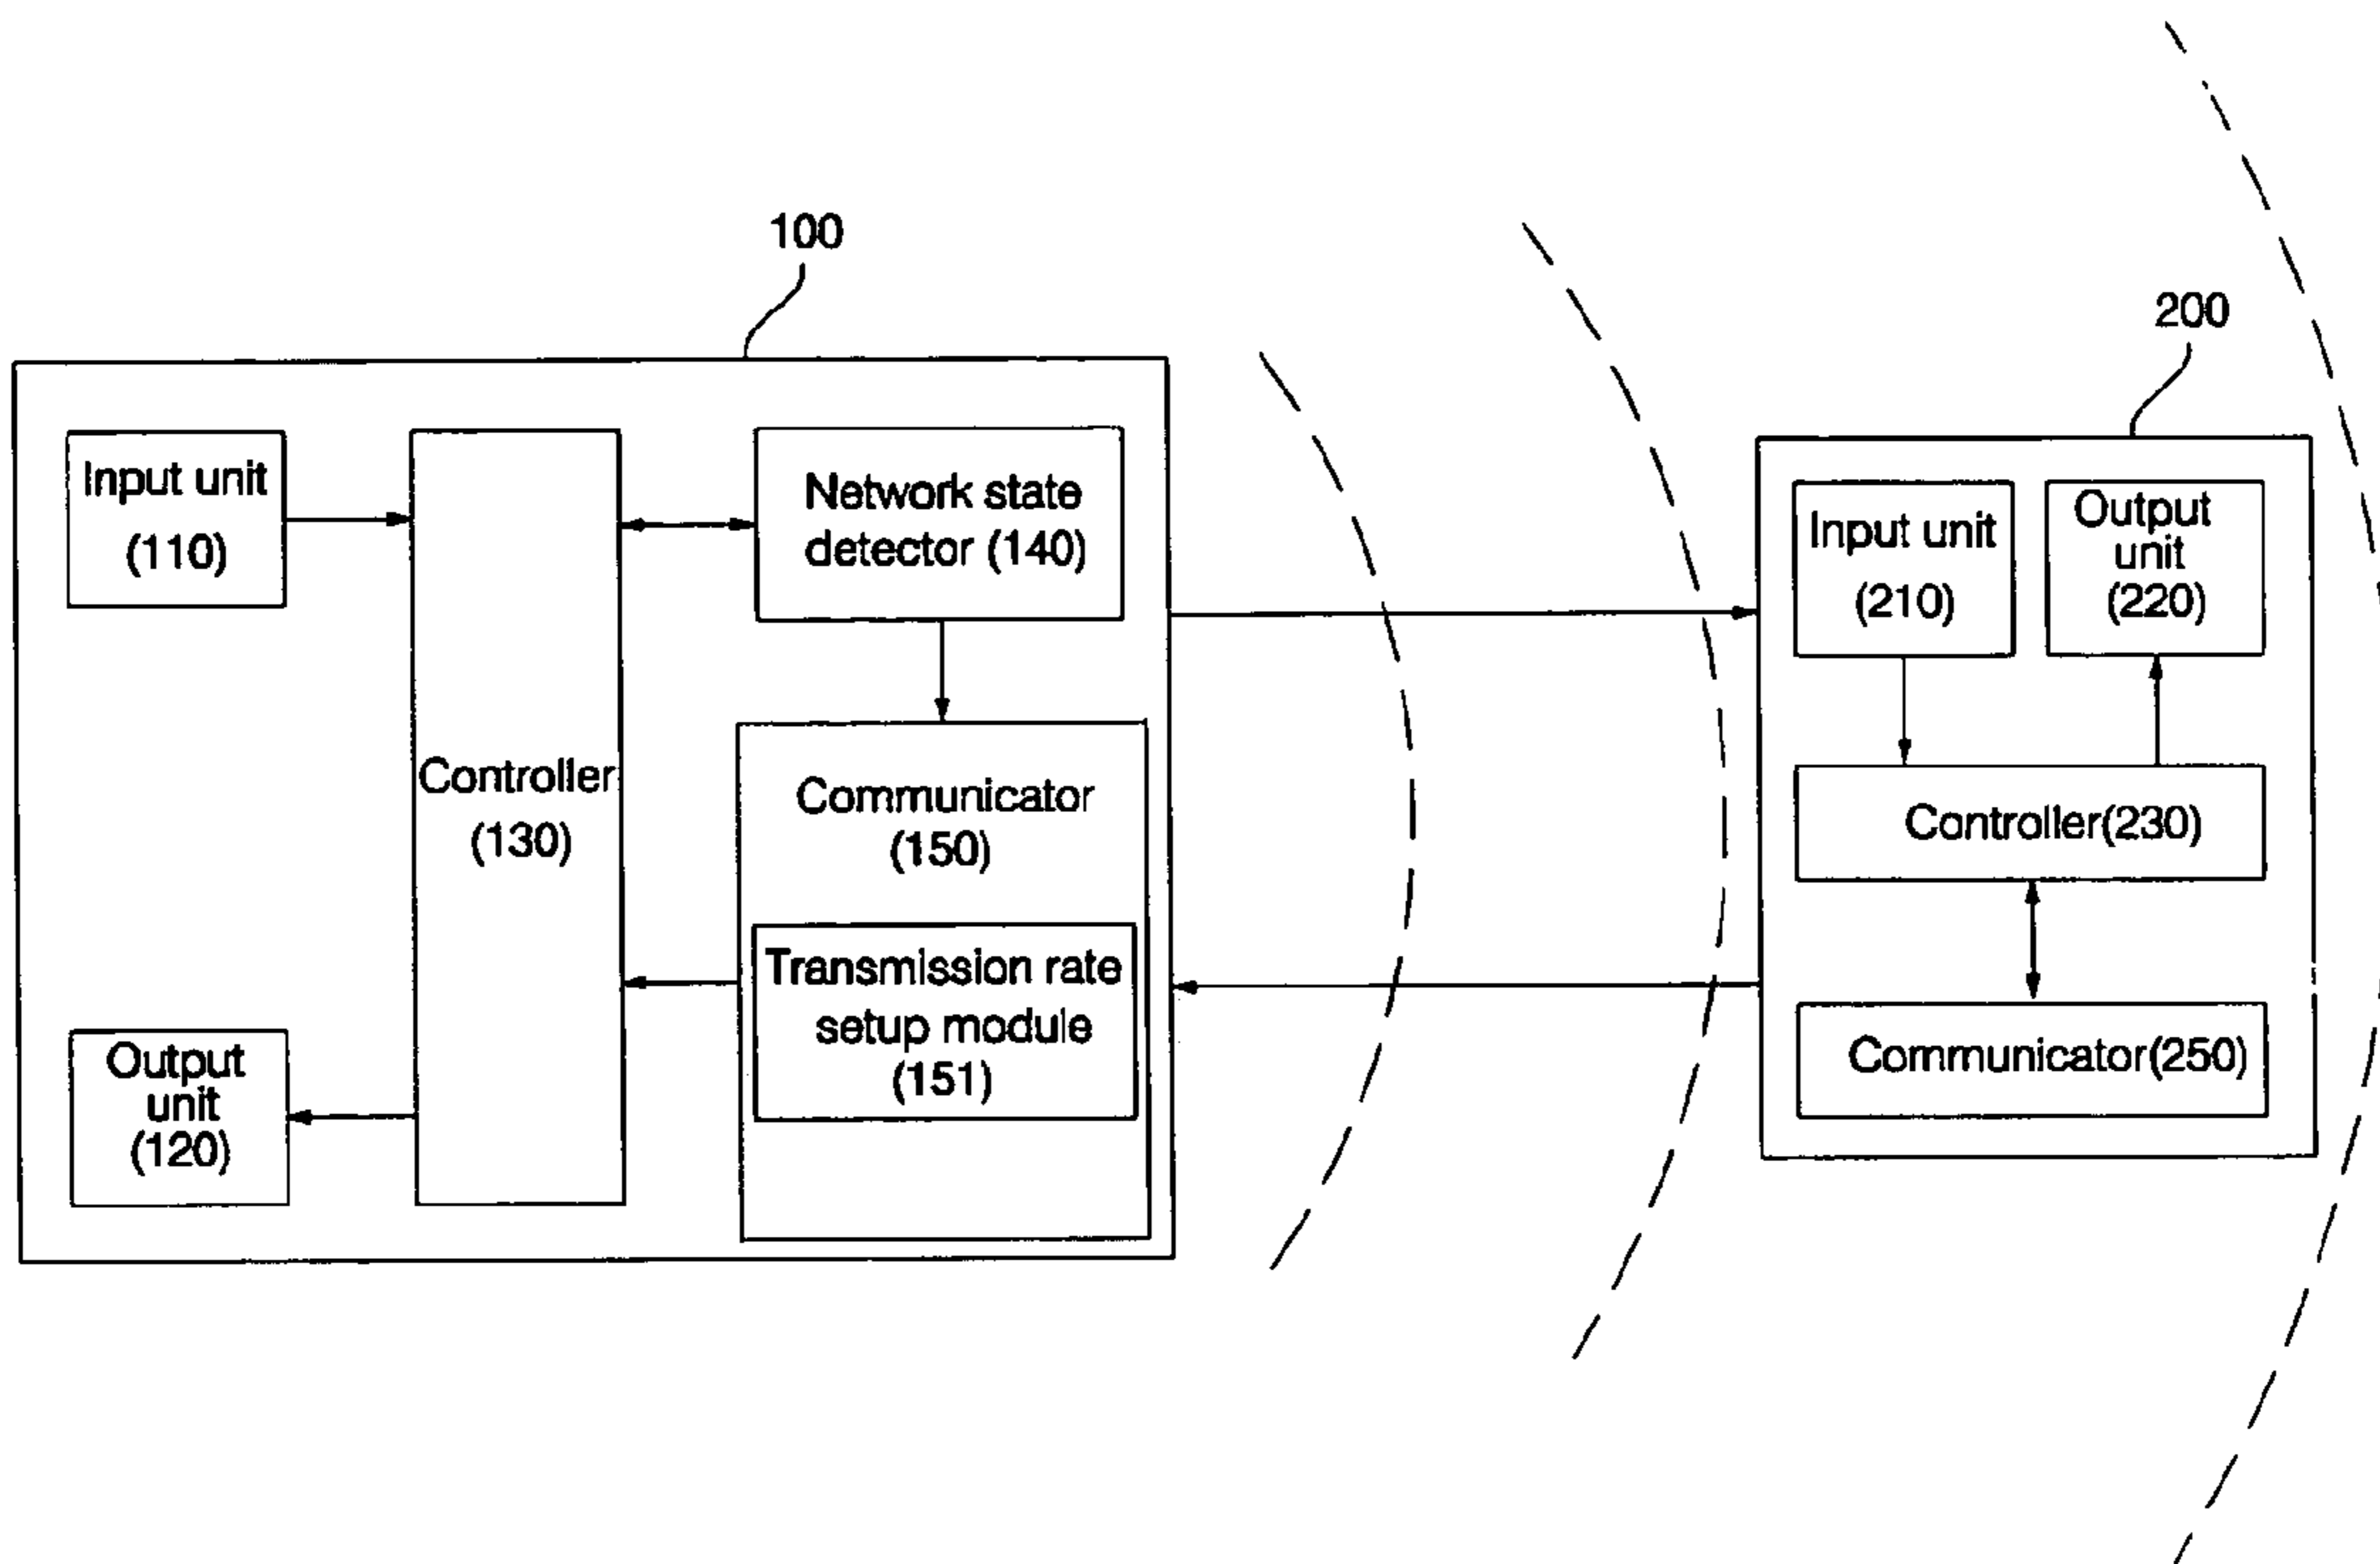 100
200
Input unit
(110)
Controller
(130)
Network state
detector (140)
Communicator
(150)
Transmission rate
setup module
(151)
Output
unit
(120)
Input unit
(210)
Output
unit
(220)
Controller(230)
Communicator(250)